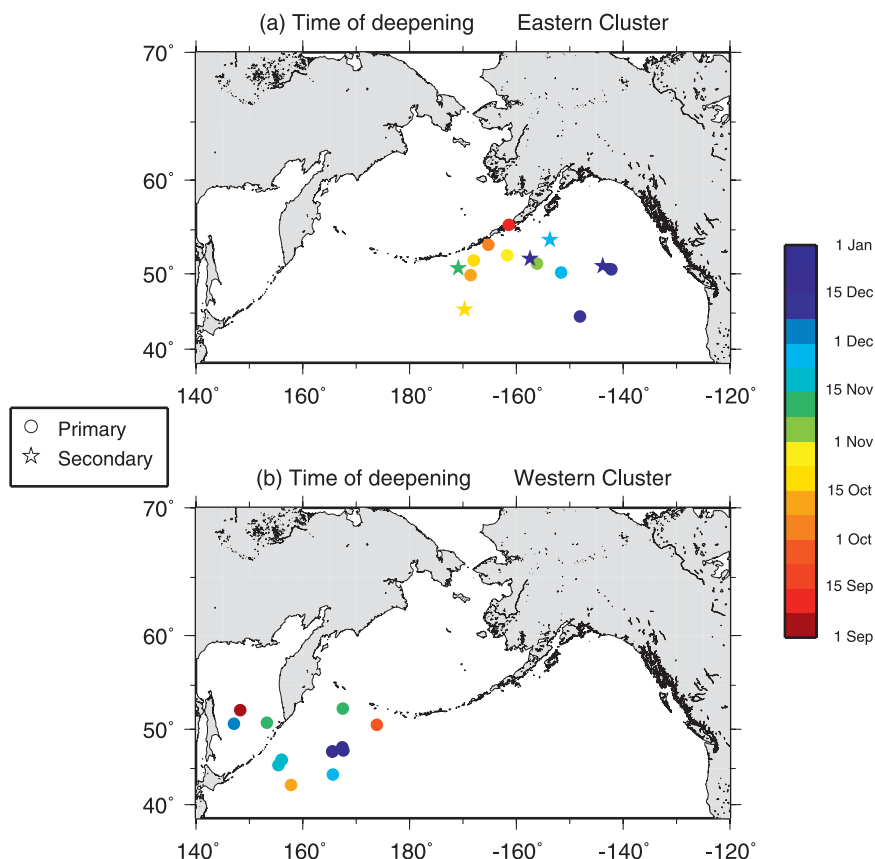 (a) Time of deepening Eastern Cluster
70˚
60˚
50˚
40˚
140˚ 160˚ 180˚ -160˚ -140˚ -120˚
Primary
Secondary
1 Jan
15 Dec
1 Dec
15 Nov
1 Nov
15 Oct
1 Oct
15 Sep
1 Sep
(b) Time of deepening Western Cluster
70˚
60˚
50˚
40˚
140˚ 160˚ 180˚ -160˚ -140˚ -120˚